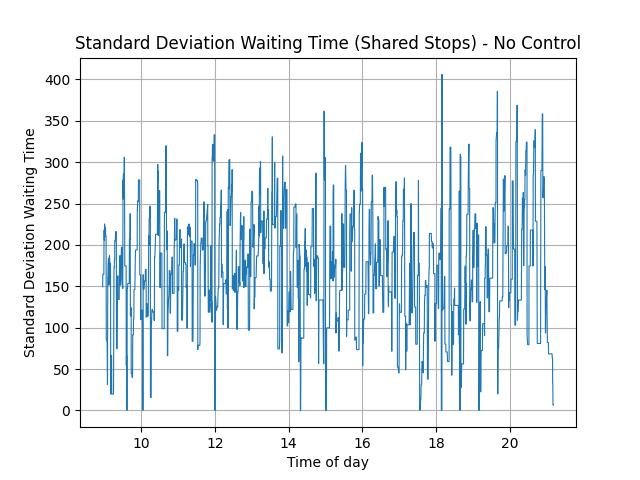 Standard Deviation Waiting Time (Shared Stops) - No Control
Standard Deviation Waiting Time
400
350
300
250
200
150
100
50
0
10 12 14 16 18 20
Time of day